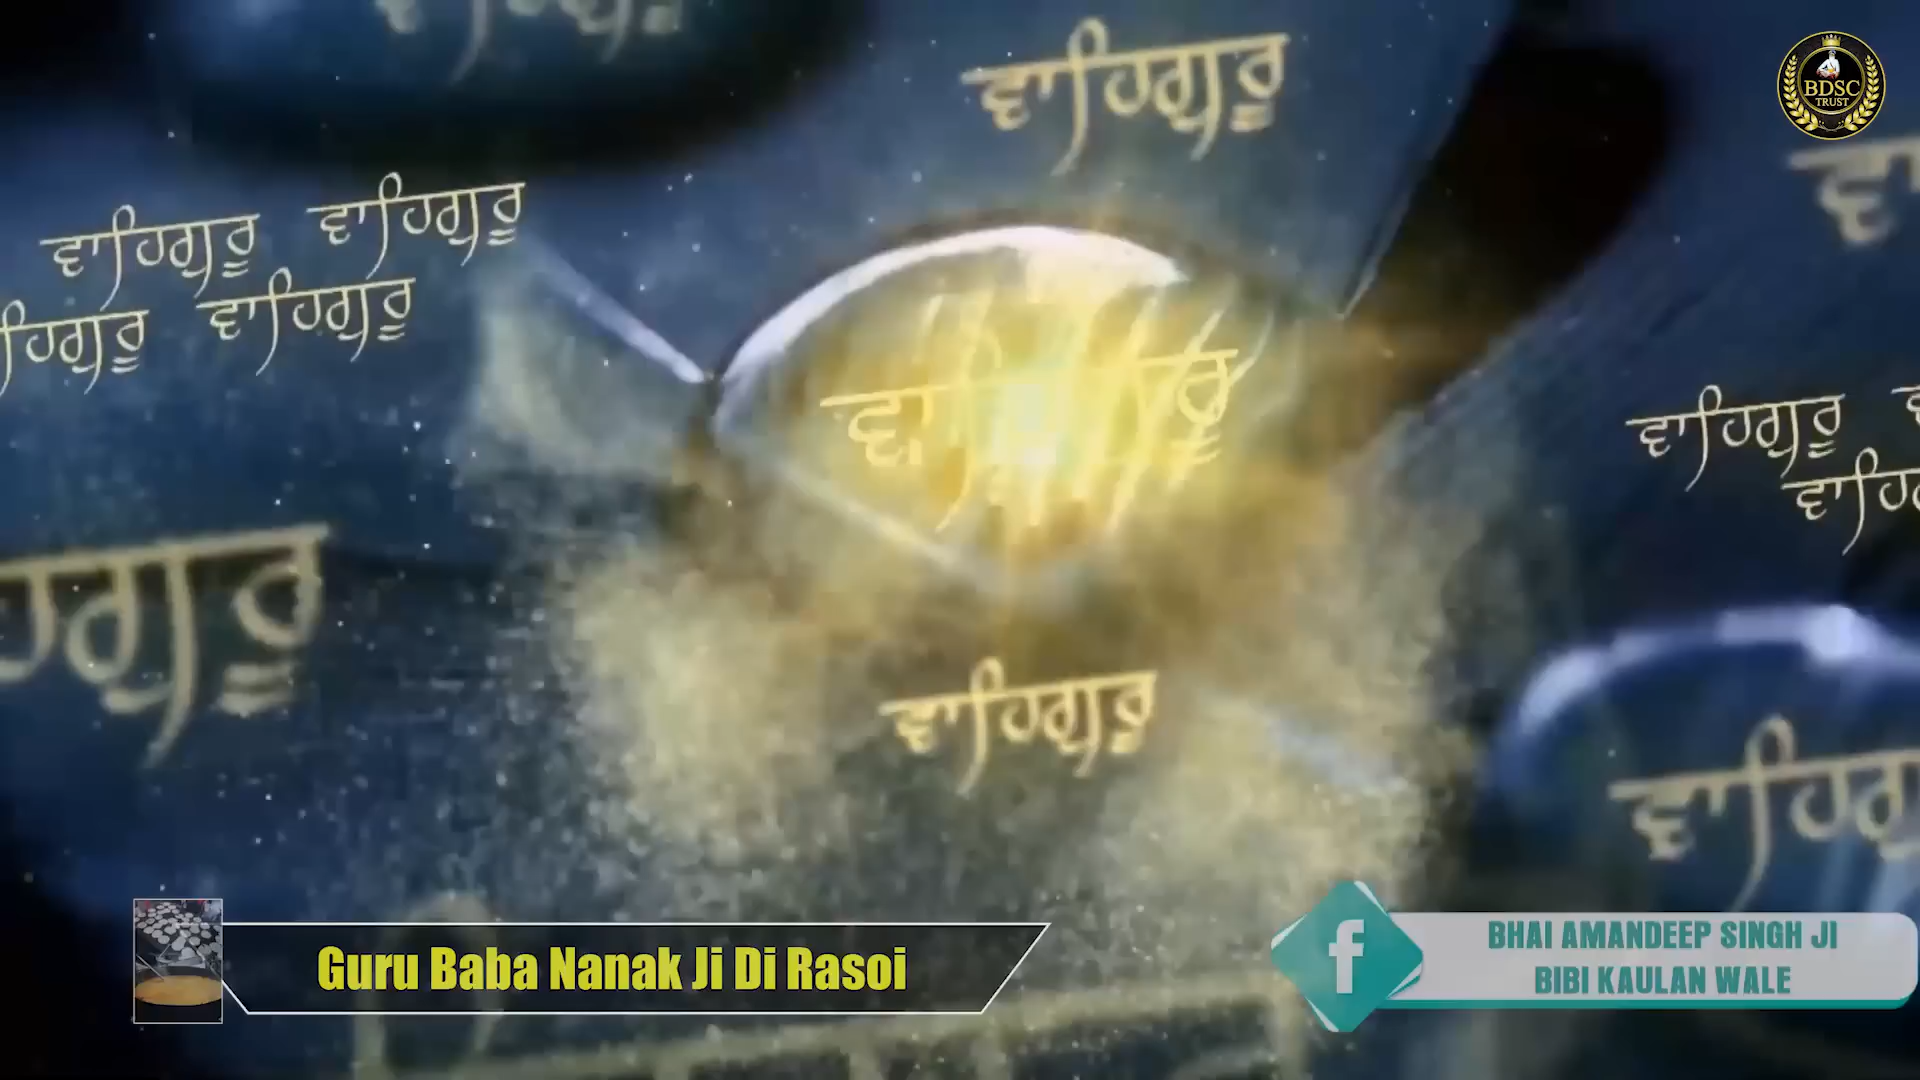 ਵਾਹਿਗੁਰੂ
BDSC
TRUST
ਵਾਹਿਗੁਰੂ ਵਾਹਿਗੁਰੂ
ਹਿਗੁਰੂ ਵਾਹਿਗੁਰੂ
ਵਾਹਿਗੁਰੂ
ਵਾਹਿਗੁਰੂ
ਵਾਹਿ
ਹਿਗੁਰੂ
ਵਾਹਿਗੁਰੂ
ਵਾਹਿਗੁ
Guru Baba Nanak Ji Di Rasoi
BHAI AMANDEEP SINGH JI
BIBI KAULAN WALE